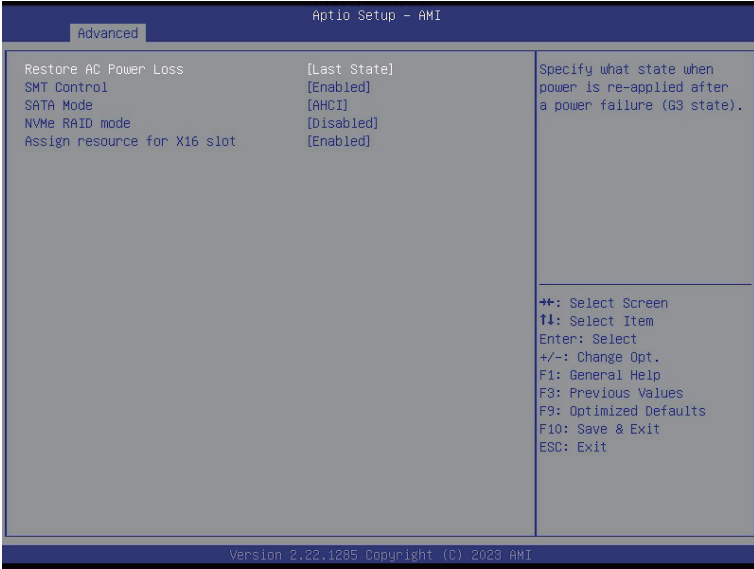 Aptio Setup – AMI
Advanced
Restore AC Power Loss [Last State]
SMT Control [Enabled]
SATA Mode [AHCI]
NVMe RAID mode [Disabled]
Assign resource for X16 slot [Enabled]
Specify what state when
power is re-applied after
a power failure (G3 state).
→←: Select Screen
↑↓: Select Item
Enter: Select
+/-: Change Opt.
F1: General Help
F3: Previous Values
F9: Optimized Defaults
F10: Save & Exit
ESC: Exit
Version 2.22.1285 Copyright (C) 2023 AMI